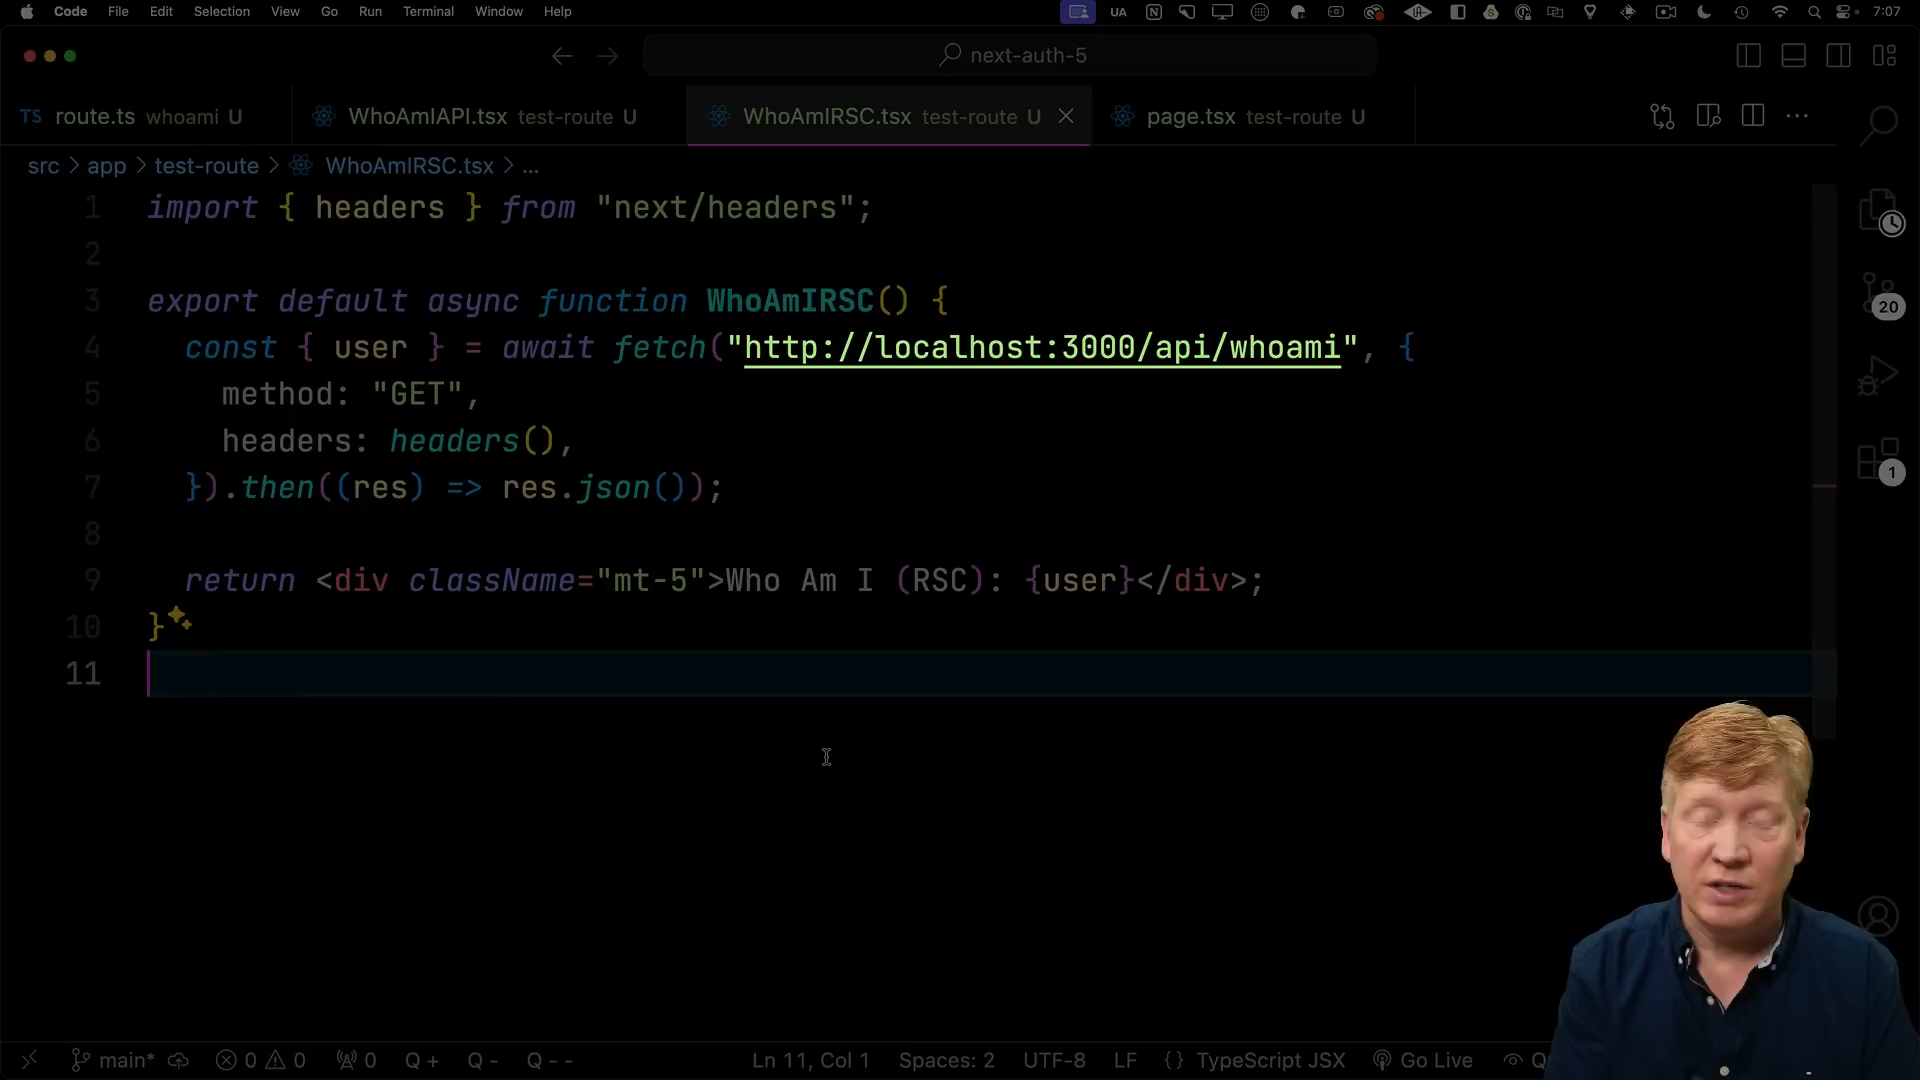 Code File Edit Selection View Go Run Terminal Window Help UA 7:07
next-auth-5
TS route.ts whoami U WhoAmIAPI.tsx test-route U WhoAmIRSC.tsx test-route U page.tsx test-route U
src > app > test-route > WhoAmIRSC.tsx > ...
1 import { headers } from "next/headers";
2
3 export default async function WhoAmIRSC() {
4 const { user } = await fetch("http://localhost:3000/api/whoami", {
5 method: "GET",
6 headers: headers(),
7 }).then((res) => res.json());
8
9 return <div className="mt-5">Who Am I (RSC): {user}</div>;
10 }
11
20
1
main* 0 0 0 Q + Q - Q - - Ln 11, Col 1 Spaces: 2 UTF-8 LF {} TypeScript JSX Go Live